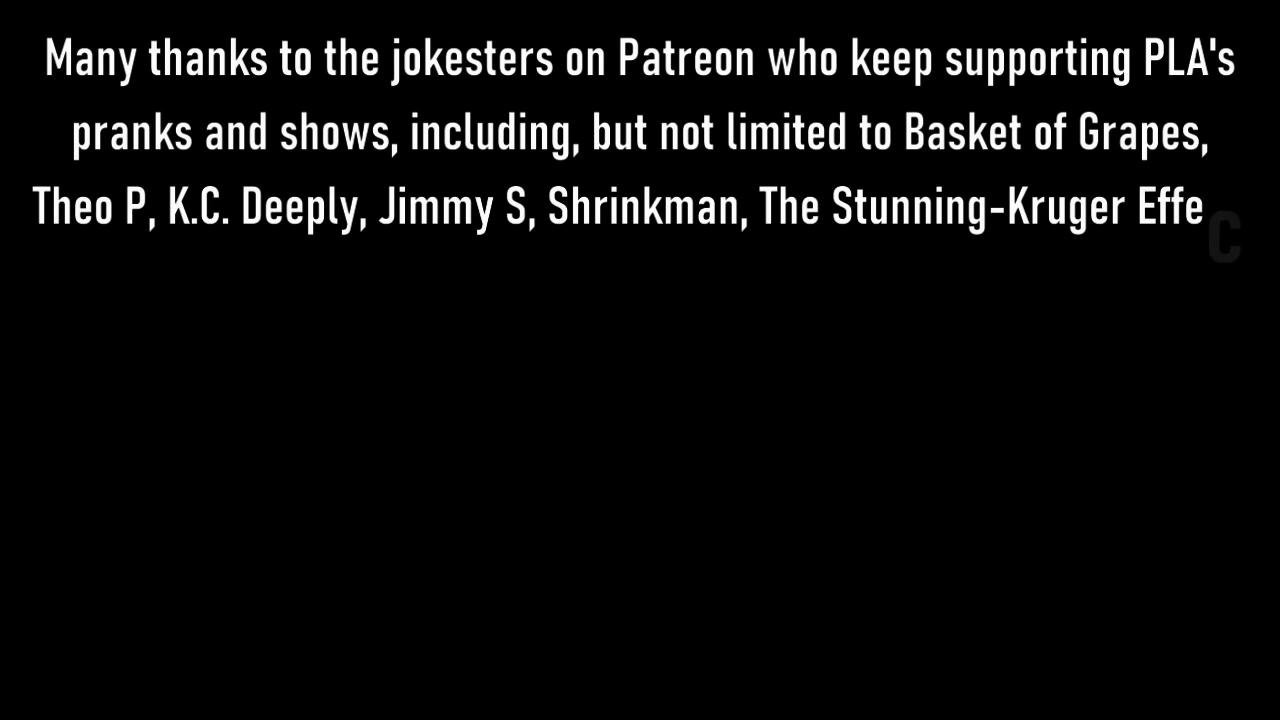 Many thanks to the jokesters on Patreon who keep supporting PLA's
pranks and shows, including, but not limited to Basket of Grapes,
Theo P, K.C. Deeply, Jimmy S, Shrinkman, The Stunning-Kruger Effec